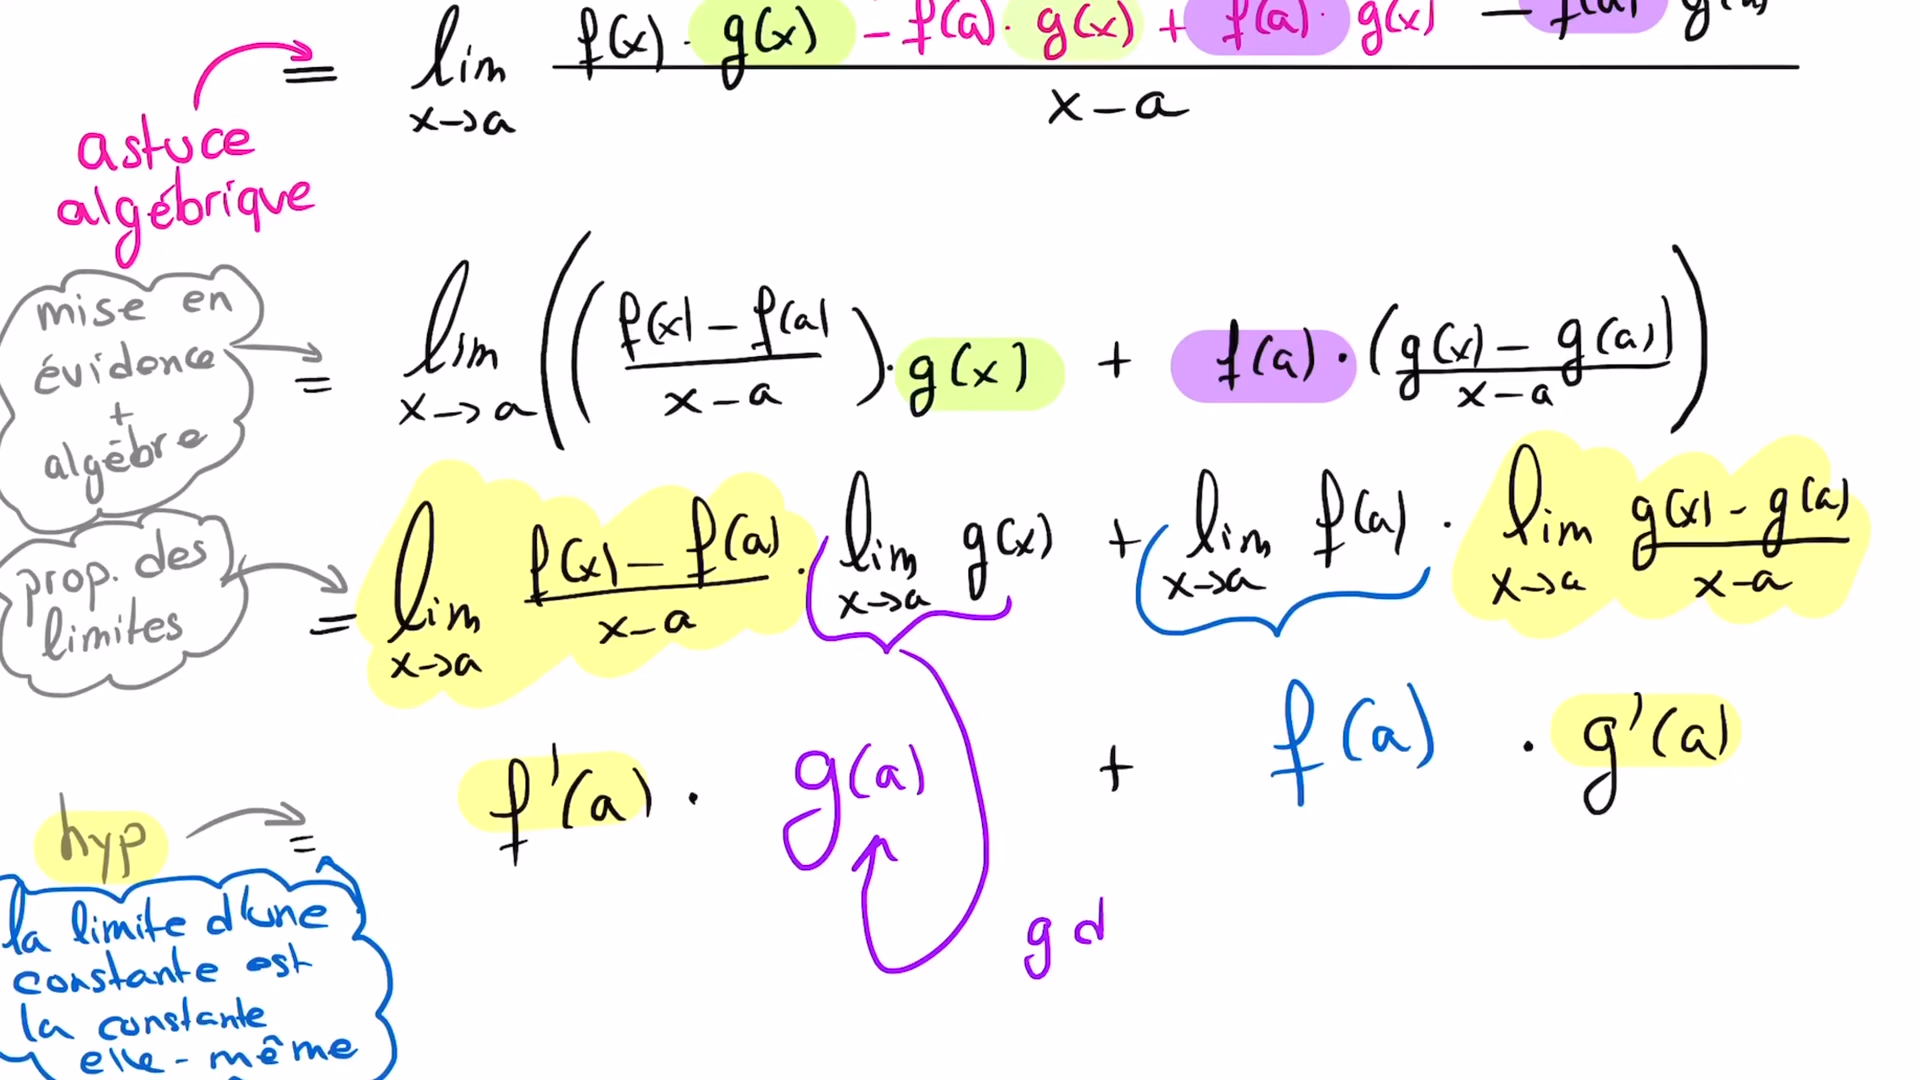 = lim x→a f(x) · g(x) - f(a) · g(x) + f(a) · g(x) - f(a) g(a)
x-a
astuce
algébrique
mise en
évidence
+
algèbre
= lim x→a ((f(x) - f(a) / x-a) · g(x) + f(a) · (g(x) - g(a) / x-a))
prop. des
limites
= lim x→a f(x) - f(a) / x-a · lim x→a g(x) + lim x→a f(a) · lim x→a g(x) - g(a) / x-a
hyp
= f'(a) · g(a) + f(a) · g'(a)
g d
la limite d'une
constante est
la constante
elle-même